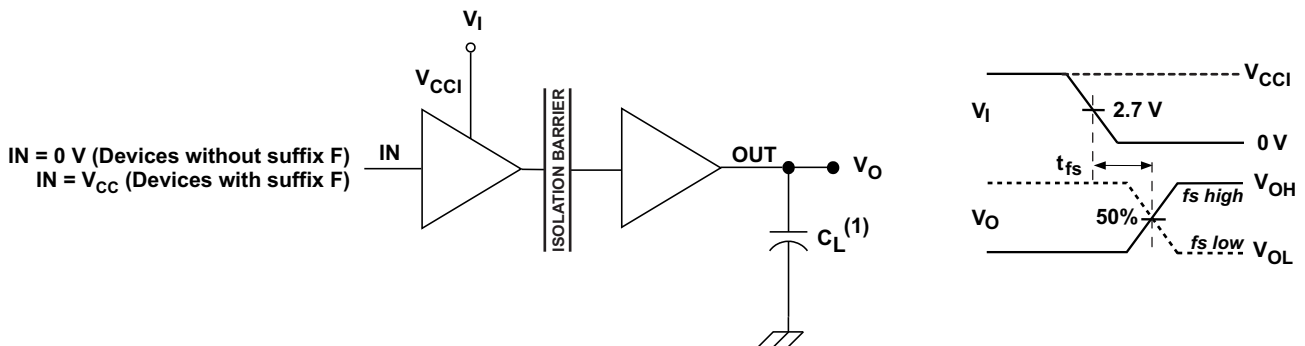 V_I
V_CCI
ISOLATION BARRIER
IN = 0 V (Devices without suffix F)
IN = V_CC (Devices with suffix F)
IN
OUT
V_O
C_L^(1)
V_CCI
V_I
2.7 V
0 V
t_fs
V_OH
fs high
V_O
50%
fs low
V_OL